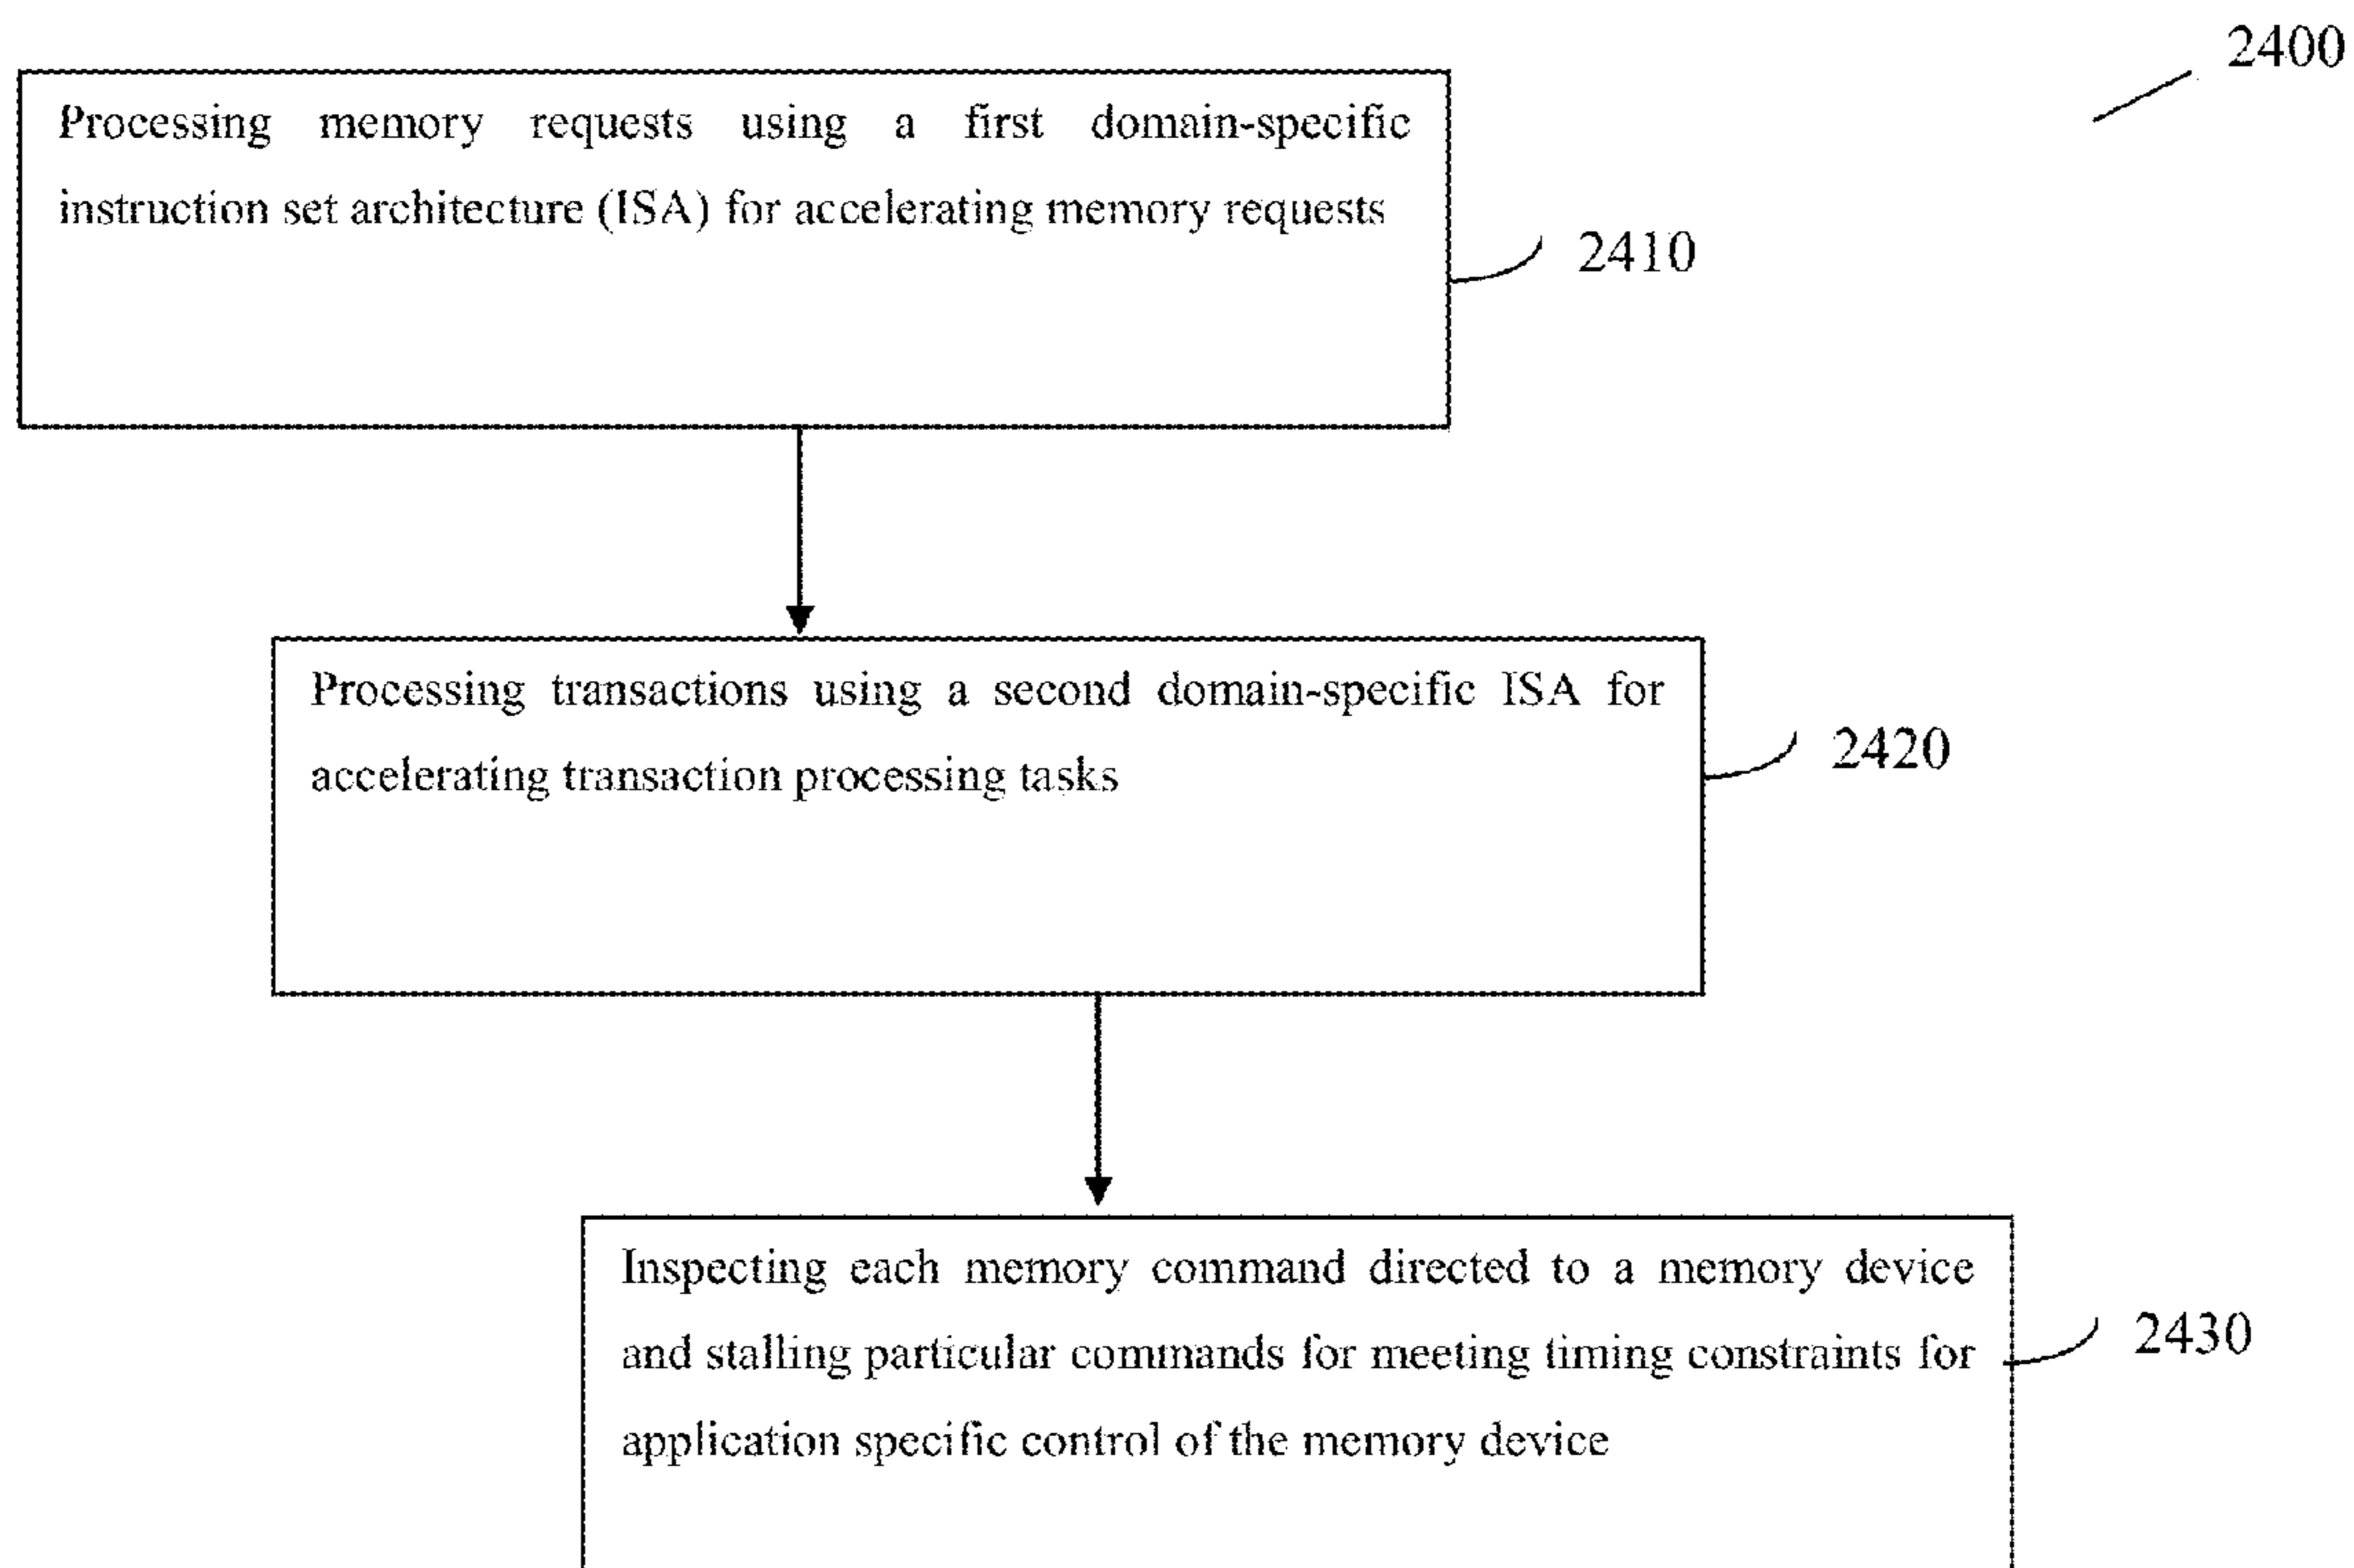 2400
Processing memory requests using a first domain-specific
instruction set architecture (ISA) for accelerating memory requests
2410
Processing transactions using a second domain-specific ISA for
accelerating transaction processing tasks
2420
Inspecting each memory command directed to a memory device
and stalling particular commands for meeting timing constraints for
application specific control of the memory device
2430